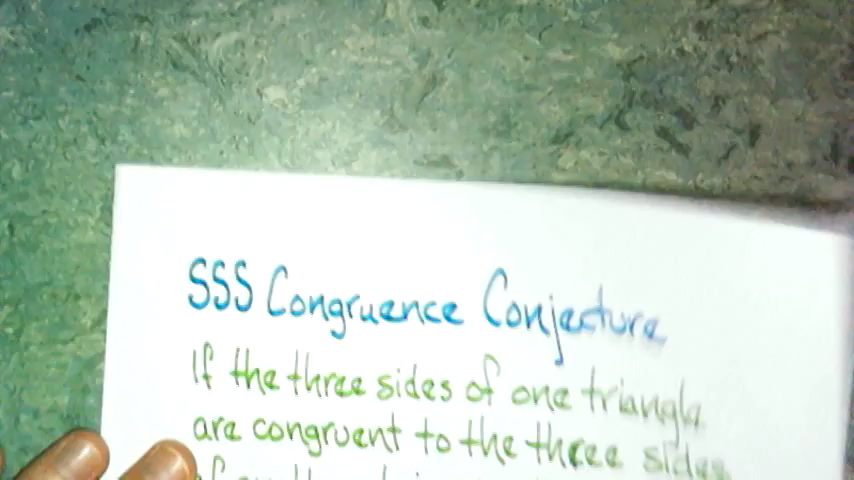 SSS Congruence Conjecture
If the three sides of one triangle
are congruent to the three sides